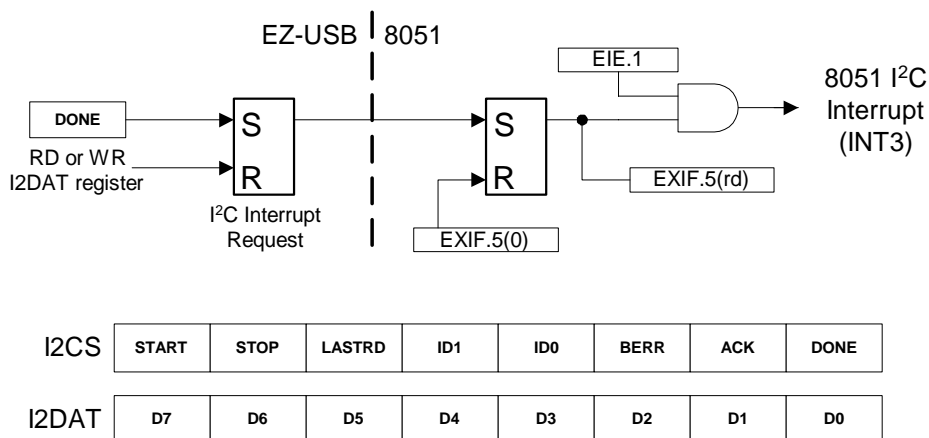 EZ-USB 8051
EIE.1
8051 I²C
Interrupt
(INT3)
DONE
S
S
RD or WR
I2DAT register
R
R
EXIF.5(rd)
I²C Interrupt
Request
EXIF.5(0)
I2CS START STOP LASTRD ID1 ID0 BERR ACK DONE
I2DAT D7 D6 D5 D4 D3 D2 D1 D0